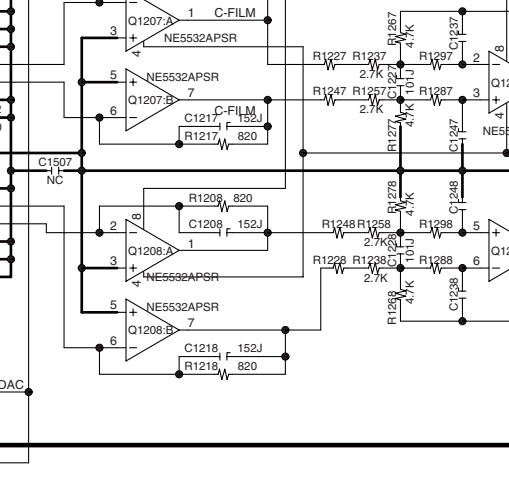 Q1207:A
1
C-FILM
3
4
NE5532APSR
R1267
4.7K
C1237
8
R1227
R1237
R1297
2
2.7K
C1227
101J
5
NE5532APSR
Q1207:B
7
6
C-FILM
R1247
R1257
R1287
3
2.7K
C1217
152J
R1217
820
R1277
4.7K
C1247
4
C1507
NC
R1208
820
8
2
C1208
152J
Q1208:A
1
3
4
NE5532APSR
R1278
4.7K
C1248
R1248
R1258
R1298
5
2.7K
C1228
101J
R1228
R1238
R1288
6
2.7K
R1268
4.7K
C1238
5
NE5532APSR
Q1208:B
7
6
C1218
152J
R1218
820
DAC